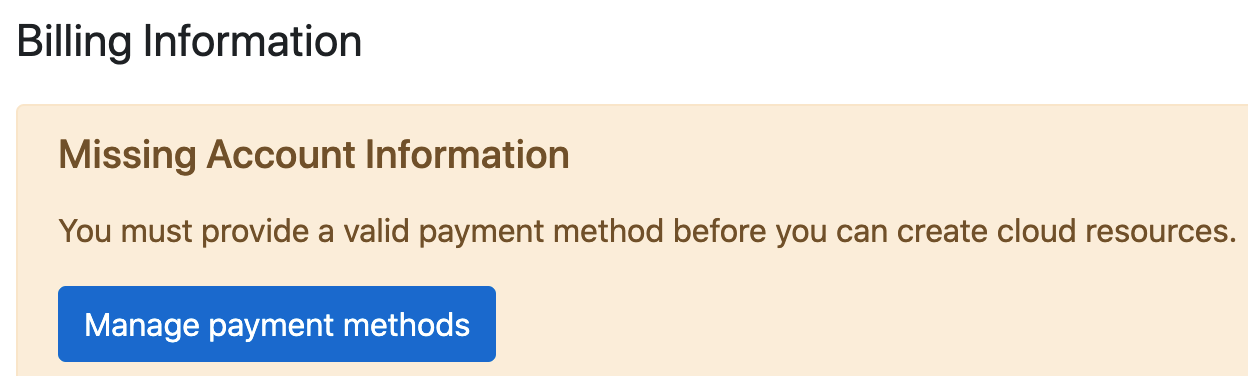 Billing Information
Missing Account Information
You must provide a valid payment method before you can create cloud resources.
Manage payment methods